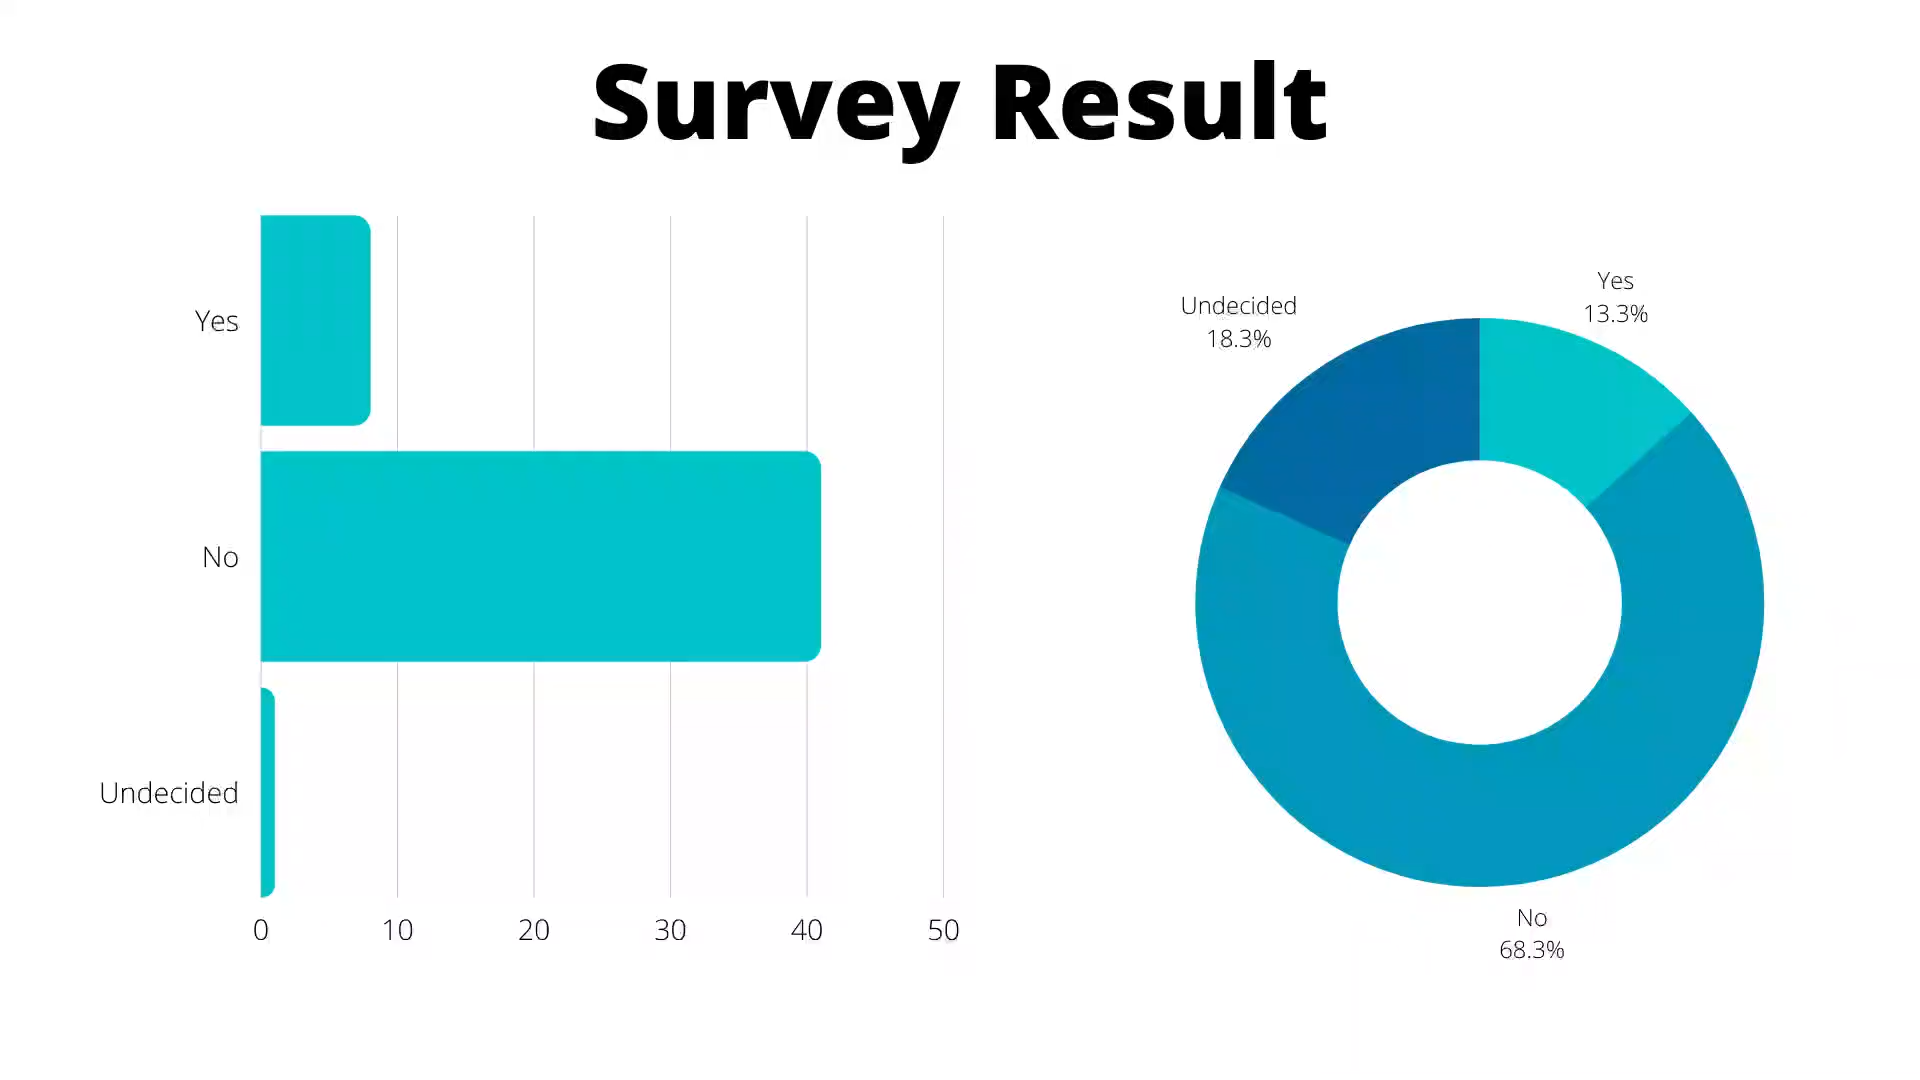 Survey Result
Yes
No
Undecided
0 10 20 30 40 50
Undecided
18.3%
Yes
13.3%
No
68.3%